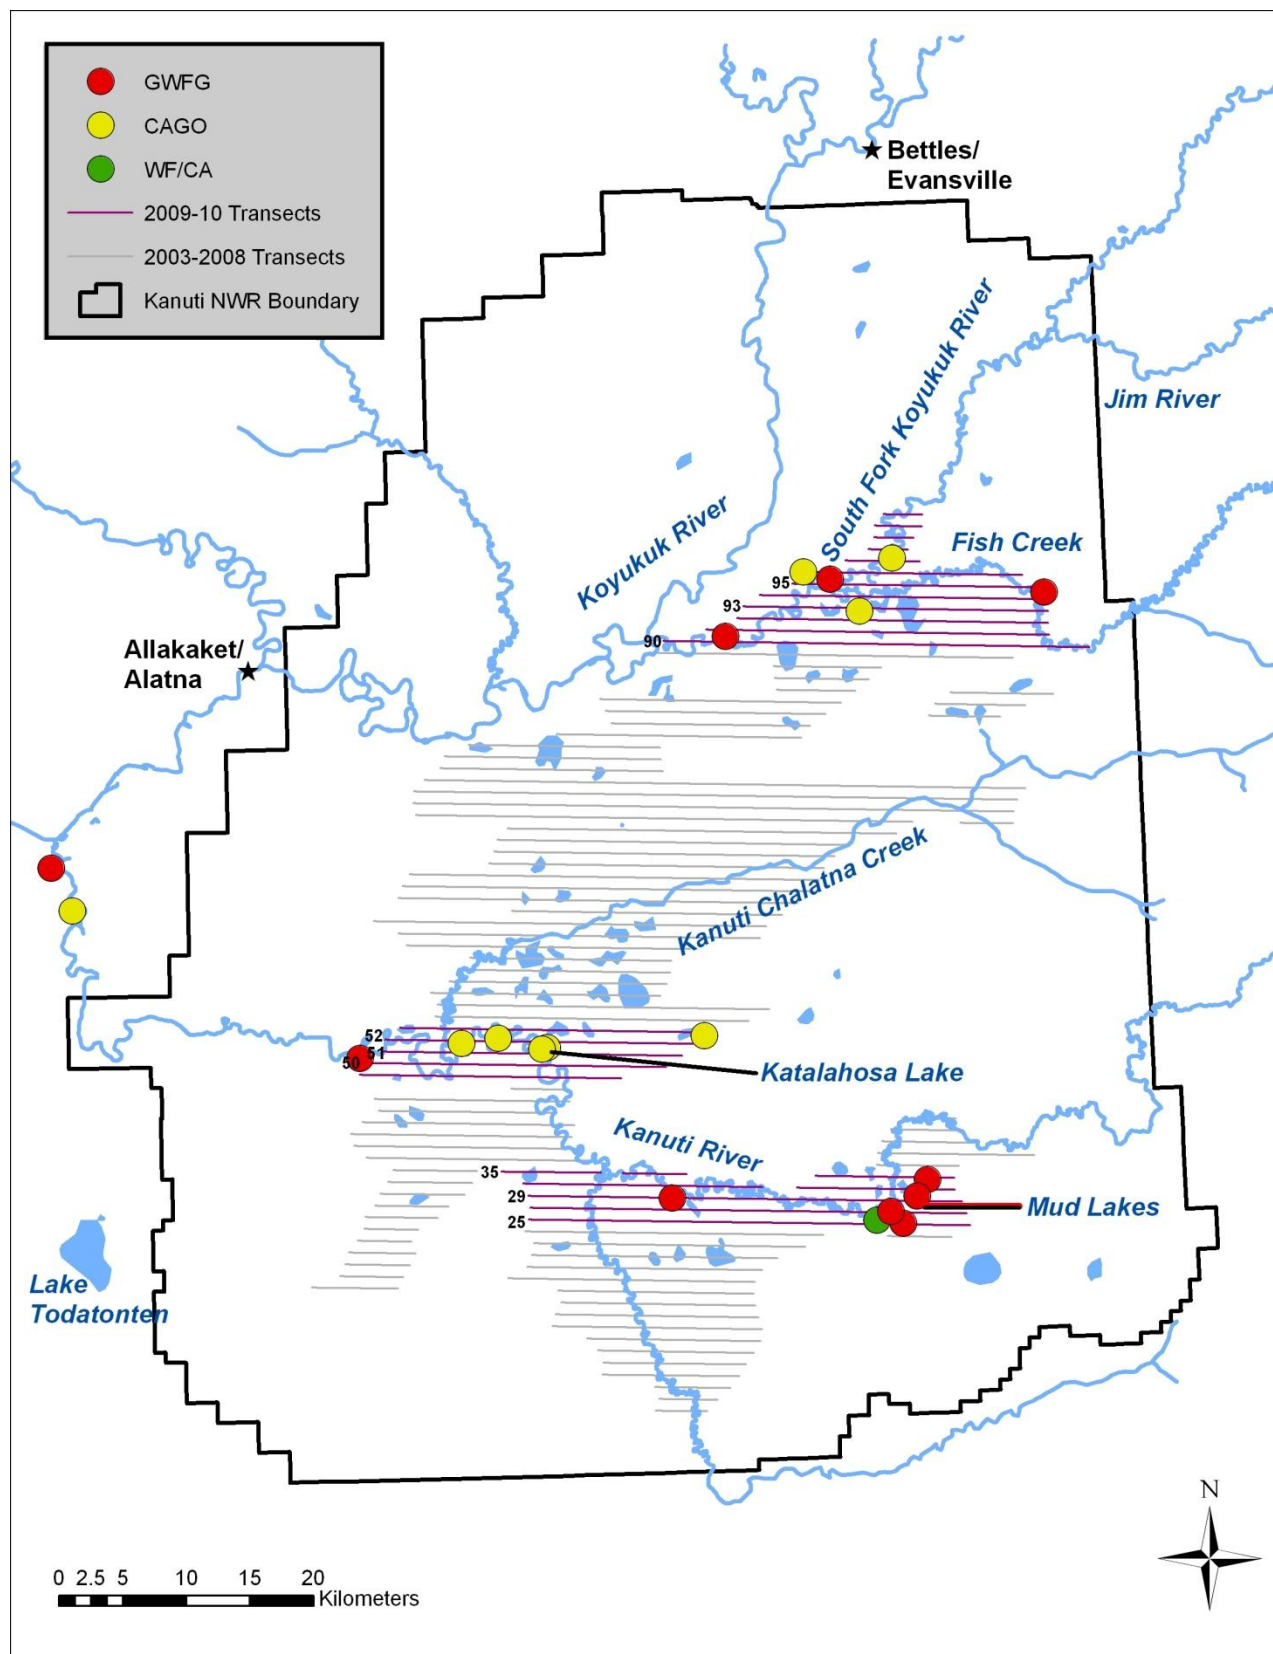 GWFG
CAGO
WF/CA
2009-10 Transects
2003-2008 Transects
Kanuti NWR Boundary
Bettles/
Evansville
South Fork Koyukuk River
Jim River
Koyukuk River
Fish Creek
95
93
90
Allakaket/
Alatna
Kanuti Chalatna Creek
52
51
50
Katalahosa Lake
Kanuti River
35
29
25
Mud Lakes
Lake
Todatonten
N
0 2.5 5 10 15 20
Kilometers